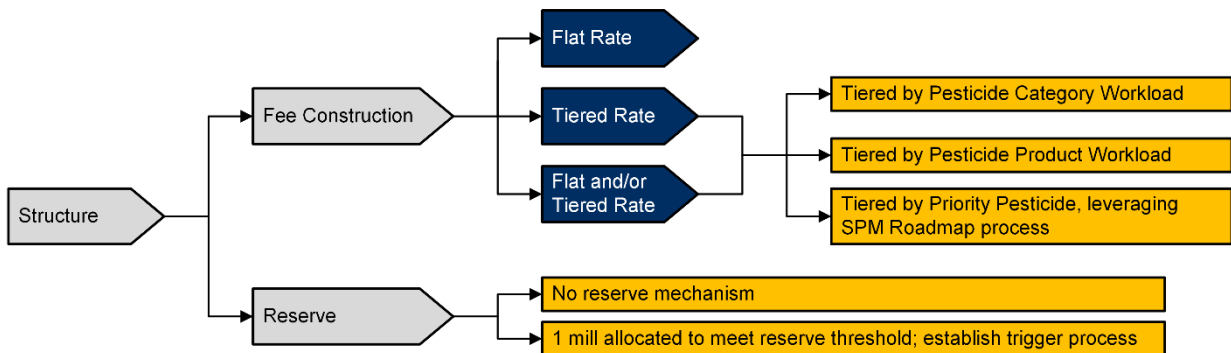 Structure
Fee Construction
Flat Rate
Tiered Rate
Flat and/or
Tiered Rate
Tiered by Pesticide Category Workload
Tiered by Pesticide Product Workload
Tiered by Priority Pesticide, leveraging
SPM Roadmap process
Reserve
No reserve mechanism
1 mill allocated to meet reserve threshold; establish trigger process